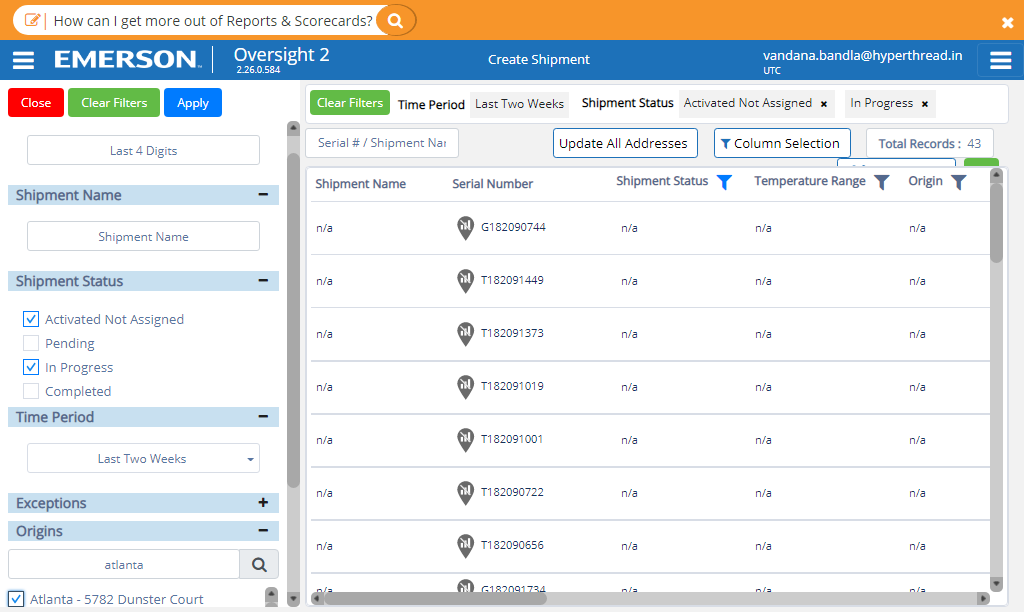 How can I get more out of Reports & Scorecards?
EMERSON
Oversight 2
2.26.0.584
Create Shipment
vandana.bandla@hyperthread.in
UTC
Close
Clear Filters
Apply
Last 4 Digits
Shipment Name
Shipment Name
Shipment Status
Activated Not Assigned
Pending
In Progress
Completed
Time Period
Last Two Weeks
Exceptions
Origins
atlanta
Atlanta - 5782 Dunster Court
Clear Filters
Time Period
Last Two Weeks
Shipment Status
Activated Not Assigned ×
In Progress ×
Serial # / Shipment Nar
Update All Addresses
Column Selection
Total Records : 43
Shipment Name Serial Number Shipment Status Temperature Range Origin
n/a G182090744 n/a n/a n/a
n/a T182091449 n/a n/a n/a
n/a T182091373 n/a n/a n/a
n/a T182091019 n/a n/a n/a
n/a T182091001 n/a n/a n/a
n/a T182090722 n/a n/a n/a
n/a T182090656 n/a n/a n/a
n/a G182091734 n/a n/a n/a